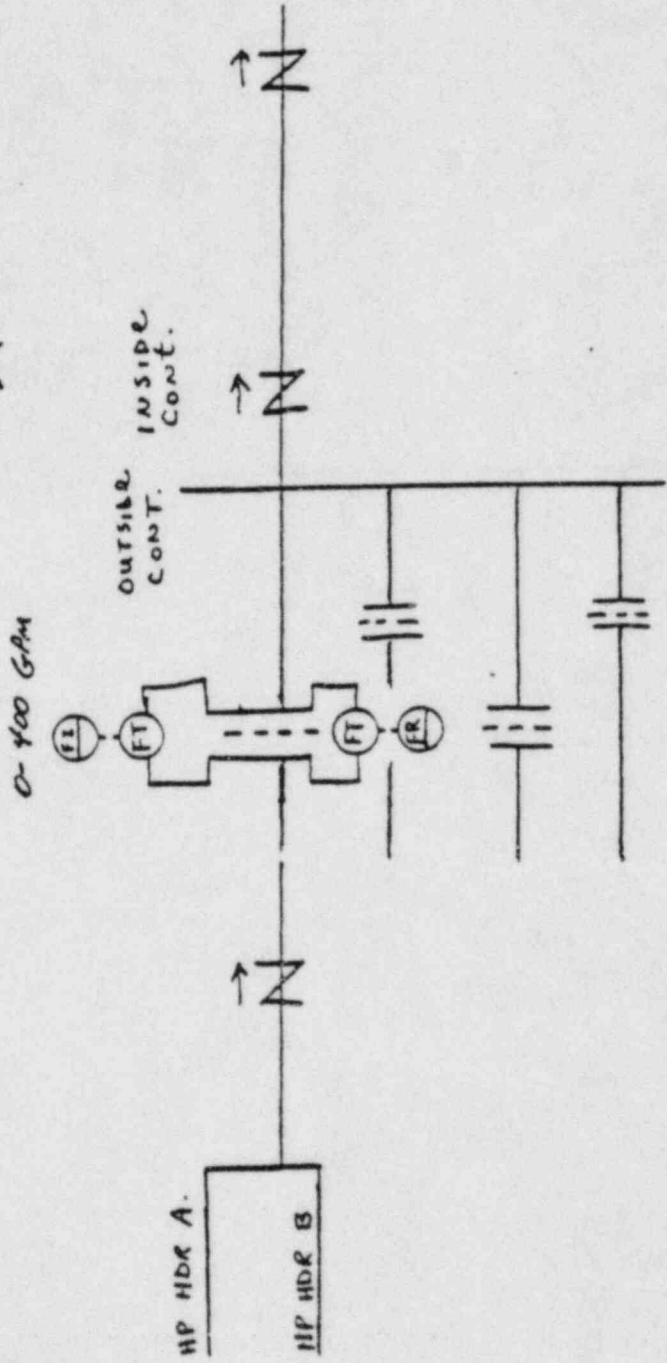 0-400 GPM
OUTSIDE
CONT.
INSIDE
CONT.
FI
FT
FT
FR
HP HDR A.
HP HDR B